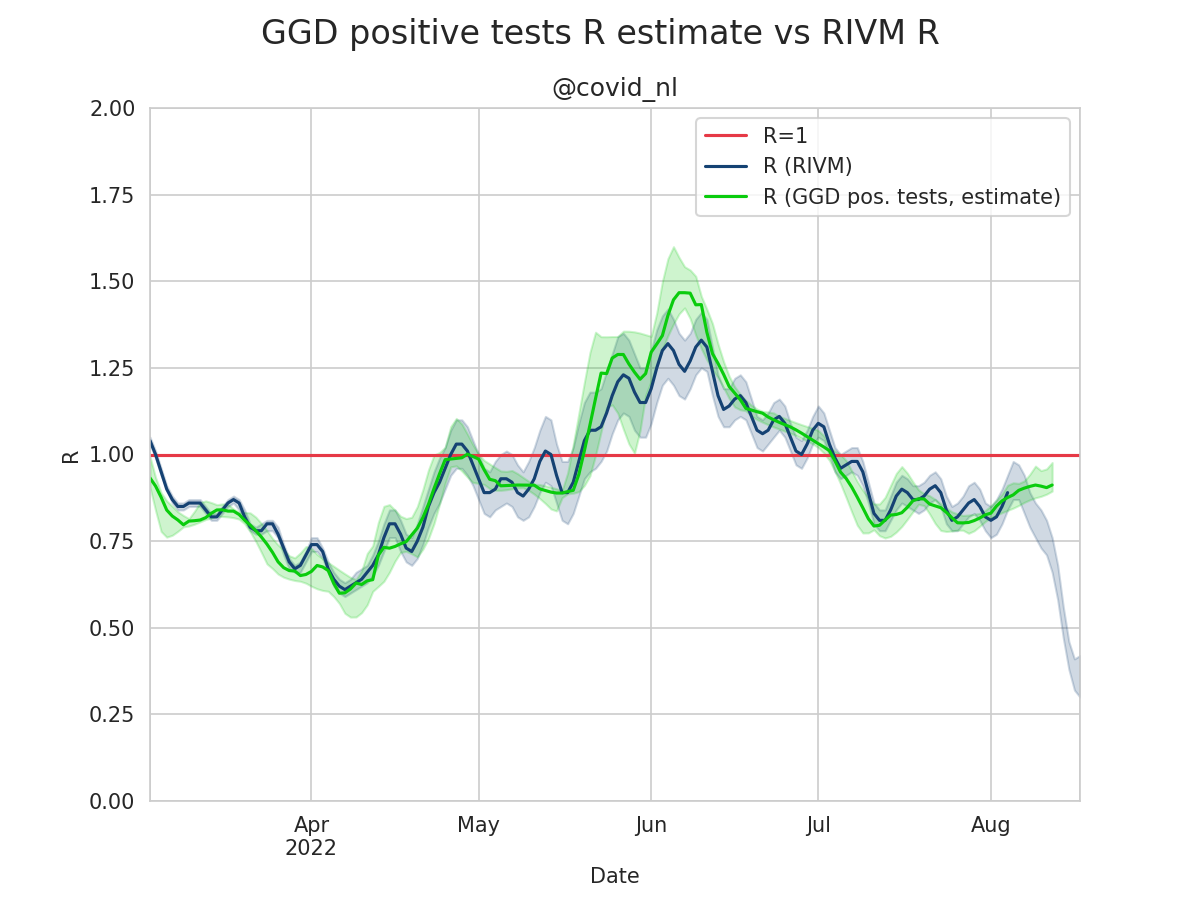 GGD positive tests R estimate vs RIVM R
@covid_nl
2.00
1.75
1.50
1.25
1.00
0.75
0.50
0.25
0.00
R
R=1
R (RIVM)
R (GGD pos. tests, estimate)
Apr
2022
May
Jun
Jul
Aug
Date